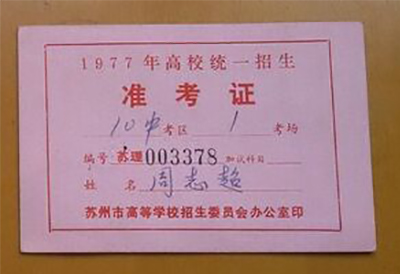 1977年高校统一招生
准考证
10中考区1考场
编号苏理003378加试科目
姓名周志超
苏州市高等学校招生委员会办公室印